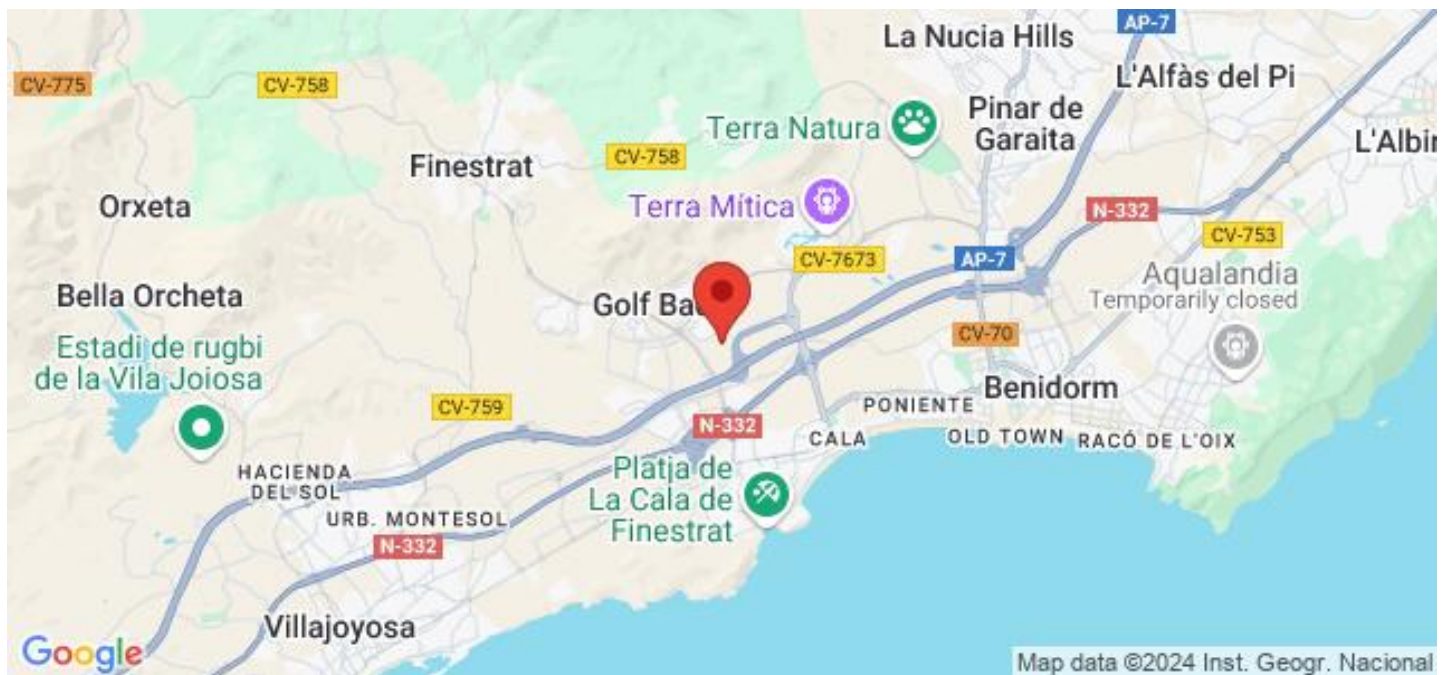 AP-7
La Nucia Hills
L'Alfàs del Pi
CV-775
CV-758
Pinar de
Garaita
Terra Natura
L'Albir
CV-758
Finestrat
Orxeta
Terra Mítica
N-332
CV-753
CV-7673
AP-7
Aqualandia
Temporarily closed
Bella Orcheta
Golf Ba
CV-70
Estadi de rugbi
de la Vila Joiosa
Benidorm
CV-759
PONIENTE
N-332
CALA
OLD TOWN
RACÓ DE L'OIX
HACIENDA
DEL SOL
Platja de
La Cala de
Finestrat
URB. MONTESOL
N-332
Villajoyosa
Google
Map data ©2024 Inst. Geogr. Nacional